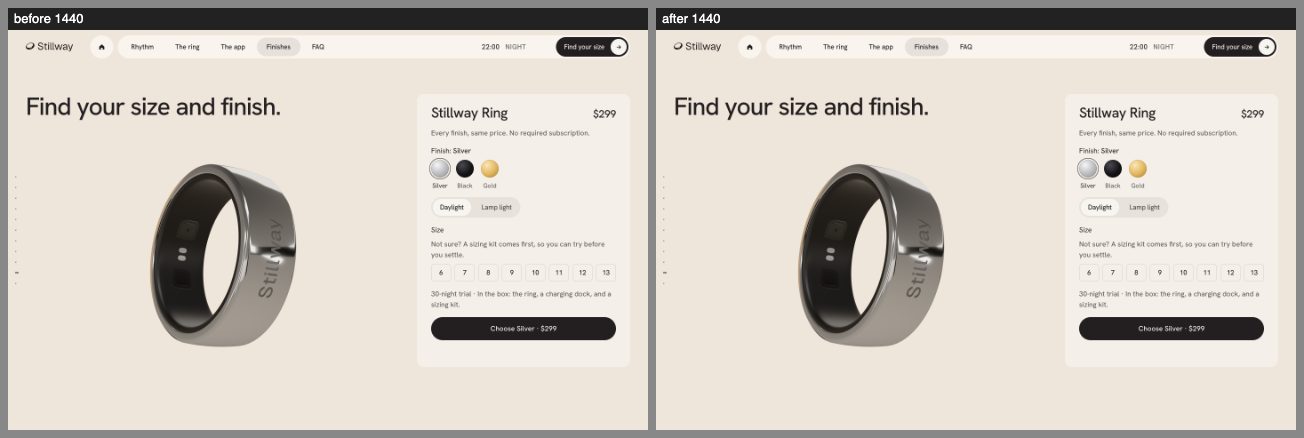 before 1440
Stillway
Rhythm
The ring
The app
Finishes
FAQ
22:00 NIGHT
Find your size
Find your size and finish.
Stillway
Stillway Ring
$299
Every finish, same price. No required subscription.
Finish: Silver
Silver
Black
Gold
Daylight
Lamp light
Size
Not sure? A sizing kit comes first, so you can try before
you settle.
6 7 8 9 10 11 12 13
30-night trial · In the box: the ring, a charging dock, and a
sizing kit.
Choose Silver · $299
after 1440
Stillway
Rhythm
The ring
The app
Finishes
FAQ
22:00 NIGHT
Find your size
Find your size and finish.
Stillway
Stillway Ring
$299
Every finish, same price. No required subscription.
Finish: Silver
Silver
Black
Gold
Daylight
Lamp light
Size
Not sure? A sizing kit comes first, so you can try before
you settle.
6 7 8 9 10 11 12 13
30-night trial · In the box: the ring, a charging dock, and a
sizing kit.
Choose Silver · $299